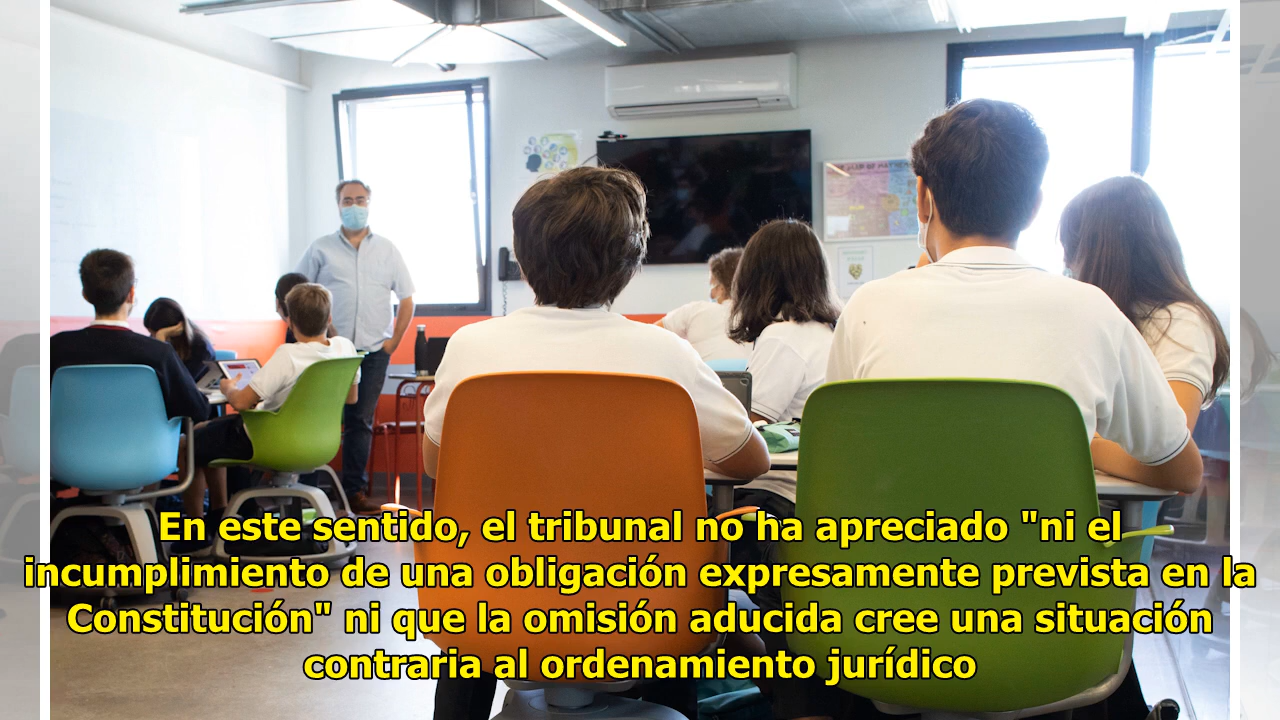 En este sentido, el tribunal no ha apreciado "ni el
incumplimiento de una obligación expresamente prevista en la
Constitución" ni que la omisión aducida cree una situación
contraria al ordenamiento jurídico